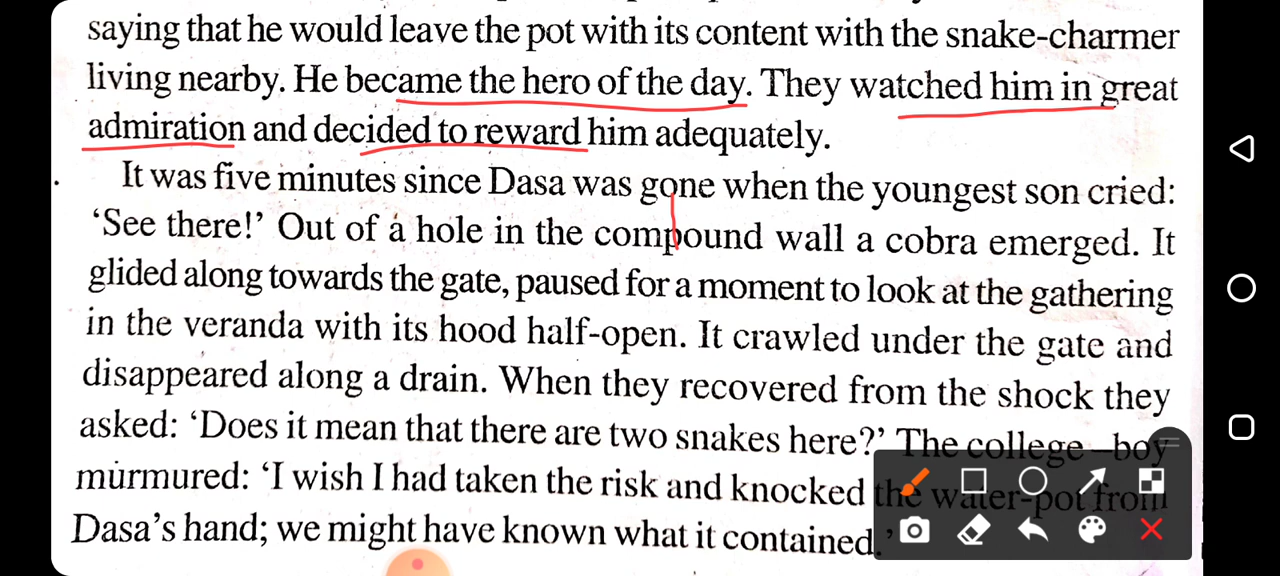 saying that he would leave the pot with its content with the snake-charmer
living nearby. He became the hero of the day. They watched him in great
admiration and decided to reward him adequately.
It was five minutes since Dasa was gone when the youngest son cried:
‘See there!’ Out of a hole in the compound wall a cobra emerged. It
glided along towards the gate, paused for a moment to look at the gathering
in the veranda with its hood half-open. It crawled under the gate and
disappeared along a drain. When they recovered from the shock they
asked: ‘Does it mean that there are two snakes here?’ The college –boy
murmured: ‘I wish I had taken the risk and knocked the water-pot from
Dasa’s hand; we might have known what it contained.’